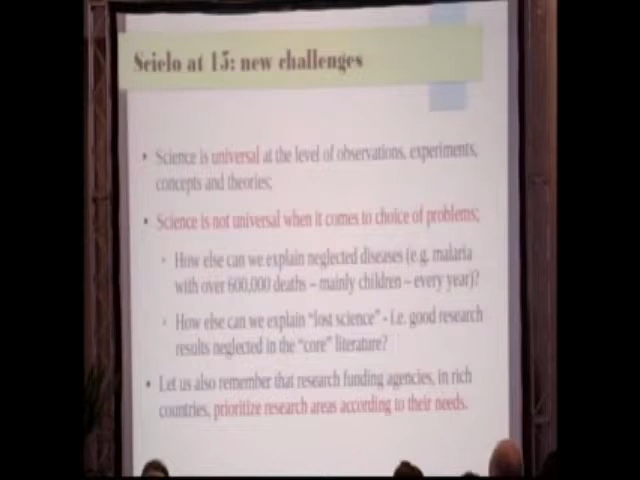 Scielo at 15: new challenges
• Science is universal at the level of observations, experiments,
concepts and theories;
• Science is not universal when it comes to choice of problems;
• How else can we explain neglected diseases (e.g. malaria
with over 600,000 deaths – mainly children – every year)?
• How else can we explain "lost science" - i.e. good research
results neglected in the "core" literature?
• Let us also remember that research funding agencies, in rich
countries, prioritize research areas according to their needs.